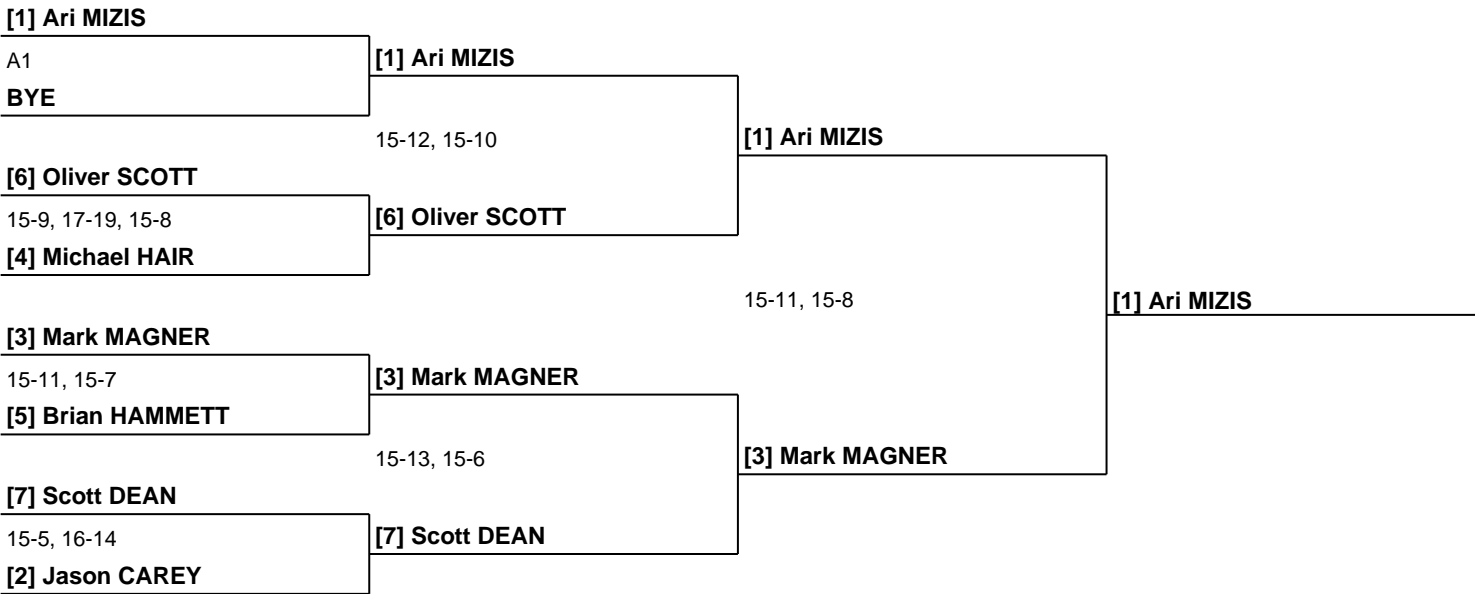 [1] Ari MIZIS
A1
BYE
[6] Oliver SCOTT
15-9, 17-19, 15-8
[4] Michael HAIR
[3] Mark MAGNER
15-11, 15-7
[5] Brian HAMMETT
[7] Scott DEAN
15-5, 16-14
[2] Jason CAREY
[1] Ari MIZIS
15-12, 15-10
[6] Oliver SCOTT
[3] Mark MAGNER
15-13, 15-6
[7] Scott DEAN
[1] Ari MIZIS
15-11, 15-8
[3] Mark MAGNER
[1] Ari MIZIS